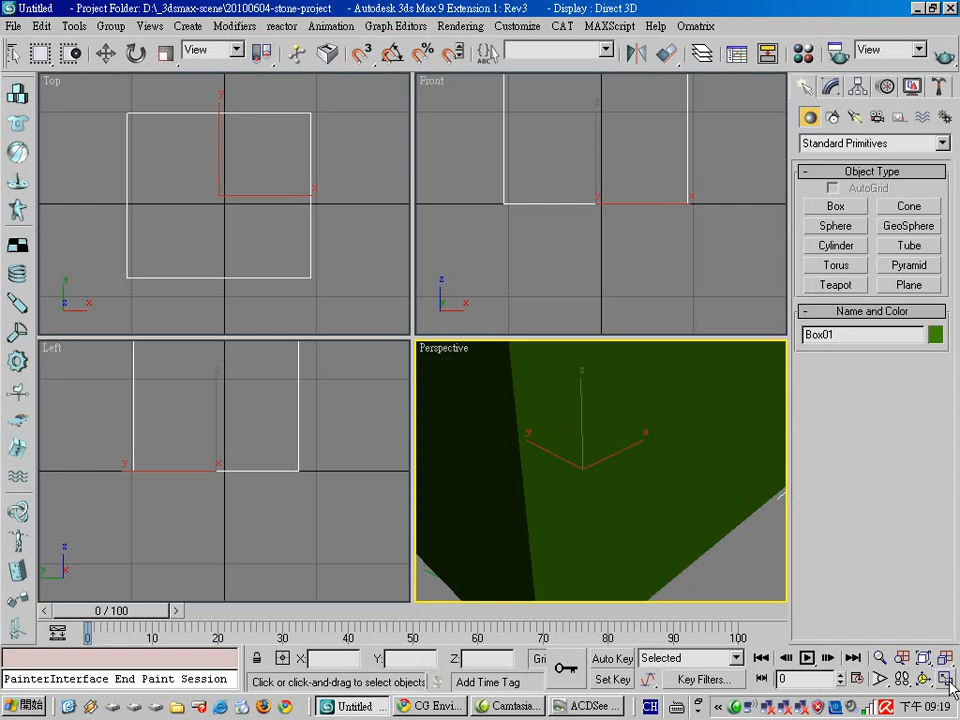 Untitled - Project Folder: D:\_3dsmax-scene\20100604-stone-project - Autodesk 3ds Max 9 Extension 1: Rev3 - Display : Direct 3D
File Edit Tools Group Views Create Modifiers reactor Animation Graph Editors Rendering Customize CAT MAXScript Help Omatrix
View
3
ABC
View
Top
y
x
y
z x
Front
z
y x
z
x
Standard Primitives
- Object Type
AutoGrid
Box Cone
Sphere GeoSphere
Cylinder Tube
Torus Pyramid
Teapot Plane
- Name and Color
Box01
Left
z
y x
z
y x
Perspective
z
y x
< 0 / 100 >
0 10 20 30 40 50 60 70 80 90 100
X: Y: Z: Gri Auto Key Selected
PainterInterface End Paint Session
Click or click-and-drag to select objects Add Time Tag Set Key Key Filters... 0
開始 Untitled ... CG Envi... Camtasia... ACDSee ... CH « 下午 09:19